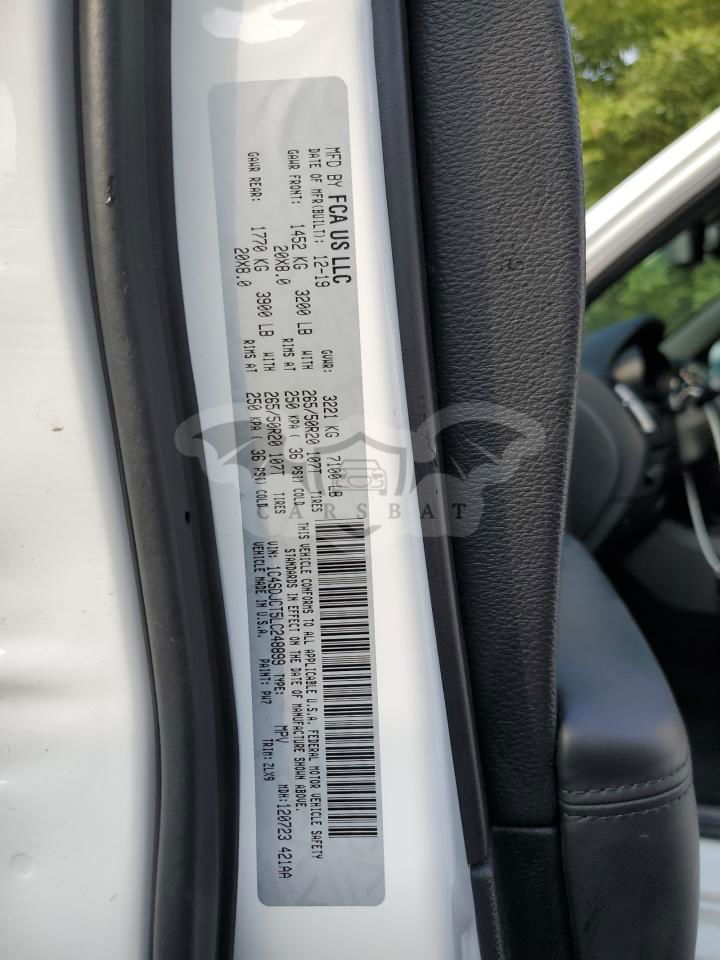 MFD BY FCA US LLC
DATE OF MFR(BUILT): 12-19 GVWR: 3221 KG 7100 LB
GAWR FRONT: 1452 KG 3200 LB WITH 265/50R20 107T TIRES
20X8.0 RIMS AT 250 KPA ( 36 PSI) COLD
GAWR REAR: 1770 KG 3900 LB WITH 265/50R20 107T TIRES
20X8.0 RIMS AT 250 KPA ( 36 PSI) COLD
THIS VEHICLE CONFORMS TO ALL APPLICABLE U.S.A. FEDERAL MOTOR VEHICLE SAFETY
STANDARDS IN EFFECT ON THE DATE OF MANUFACTURE SHOWN ABOVE.
VIN: 1C4SDJCT5LC248899 TYPE: MPV MDH:120723 421AA
VEHICLE MADE IN U.S.A. PAINT: PW7 TRIM: ZLX9
CARSBAT